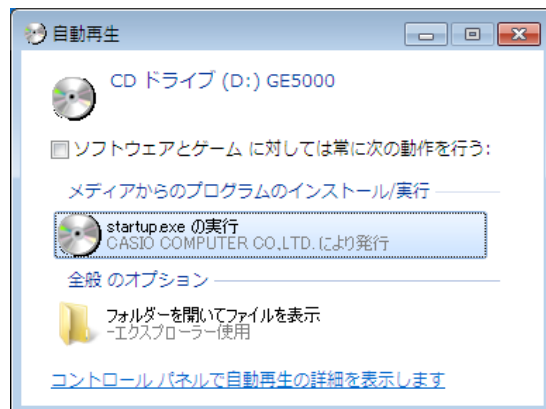 自動再生
CD ドライブ (D:) GE5000
ソフトウェアとゲーム に対しては常に次の動作を行う:
メディアからのプログラムのインストール/実行
startup.exe の実行
CASIO COMPUTER CO,.LTD. により発行
全般 のオプション
フォルダーを開いてファイルを表示
-エクスプローラー使用
コントロール パネルで自動再生の詳細を表示します